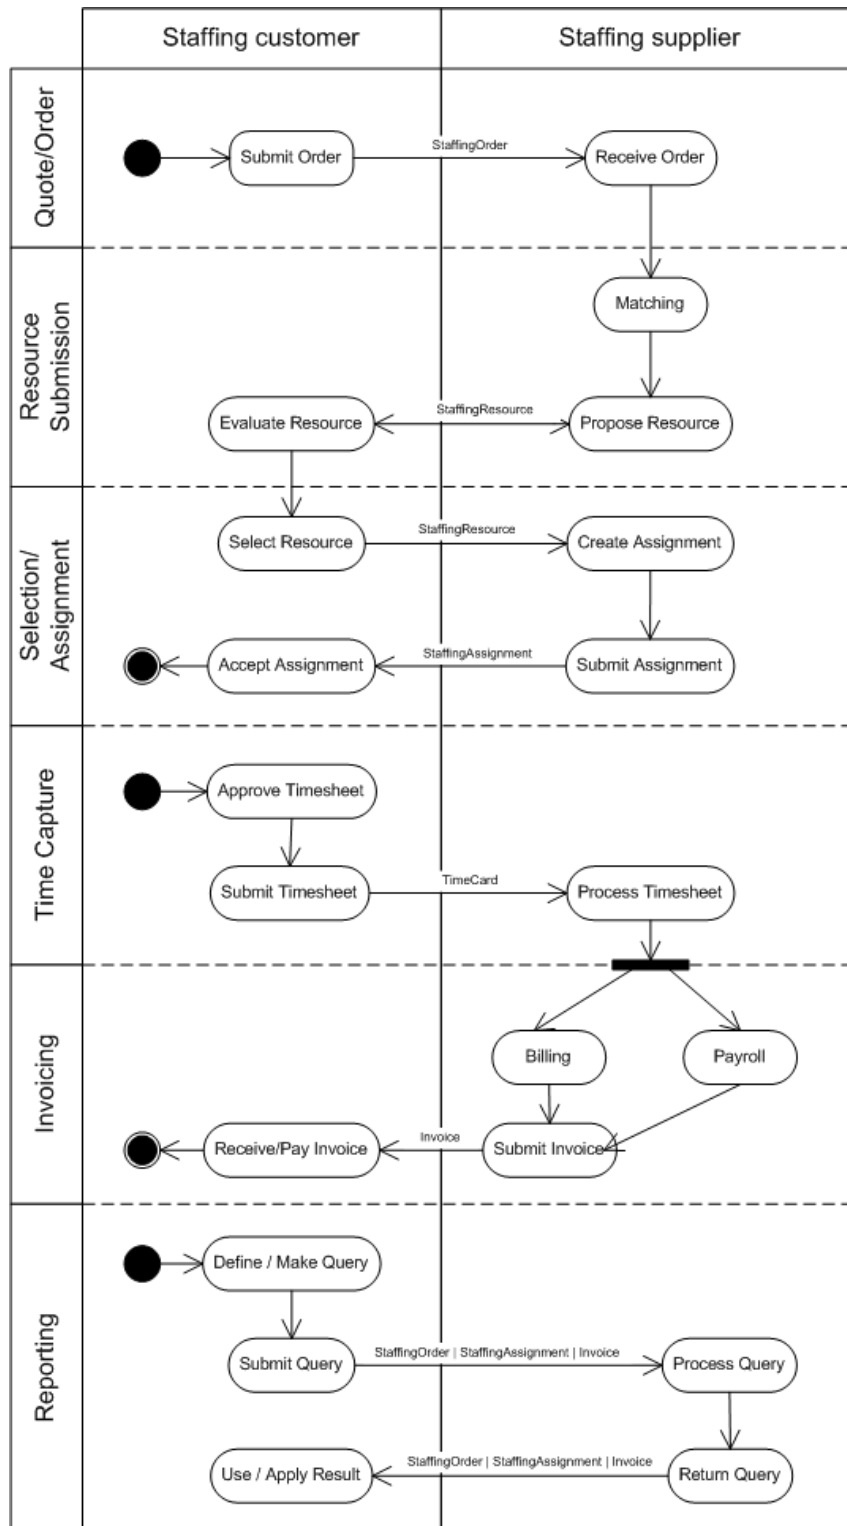 Staffing customer
Staffing supplier
Quote/Order
Submit Order
StaffingOrder
Receive Order
Resource
Submission
Matching
Evaluate Resource
StaffingResource
Propose Resource
Selection/
Assignment
Select Resource
StaffingResource
Create Assignment
Accept Assignment
StaffingAssignment
Submit Assignment
Time Capture
Approve Timesheet
Submit Timesheet
TimeCard
Process Timesheet
Invoicing
Billing
Payroll
Receive/Pay Invoice
Invoice
Submit Invoice
Reporting
Define / Make Query
Submit Query
StaffingOrder | StaffingAssignment | Invoice
Process Query
Use / Apply Result
StaffingOrder | StaffingAssignment | Invoice
Return Query